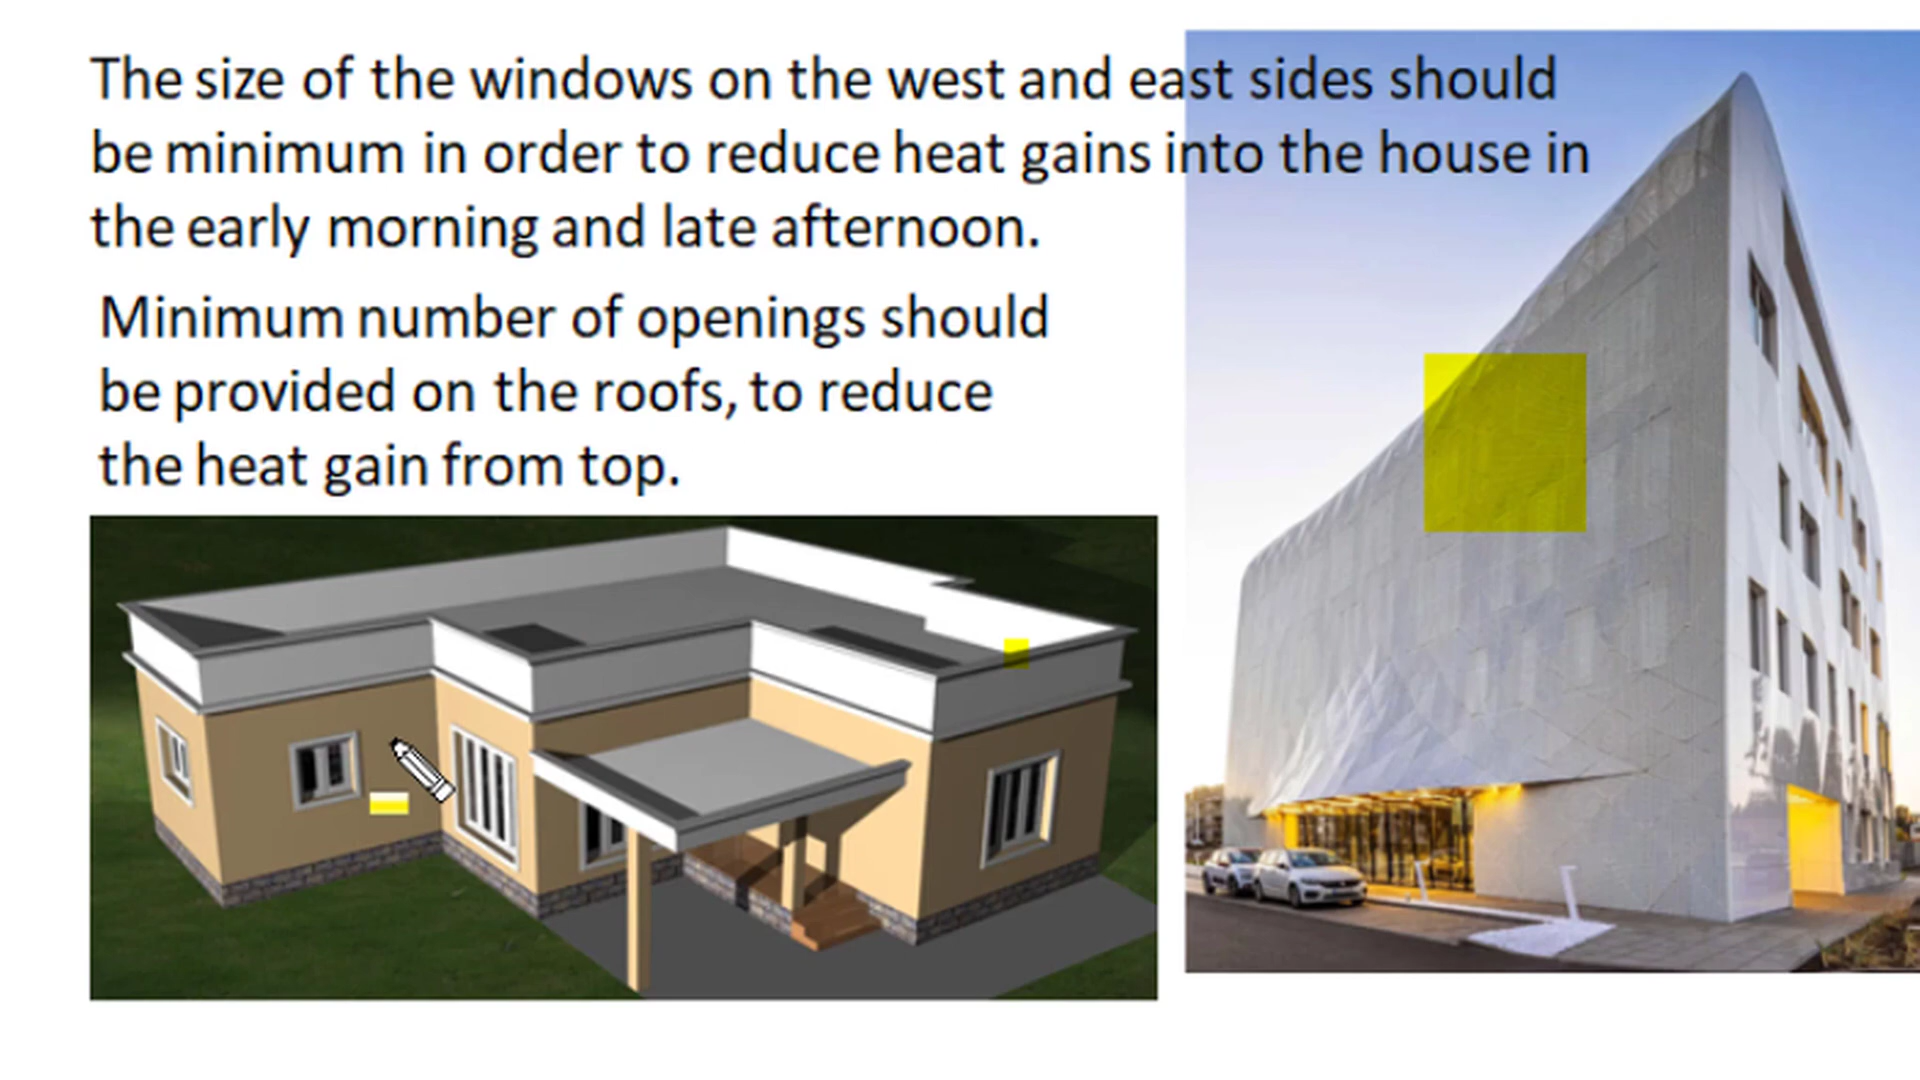 The size of the windows on the west and east sides should
be minimum in order to reduce heat gains into the house in
the early morning and late afternoon.
Minimum number of openings should
be provided on the roofs, to reduce
the heat gain from top.